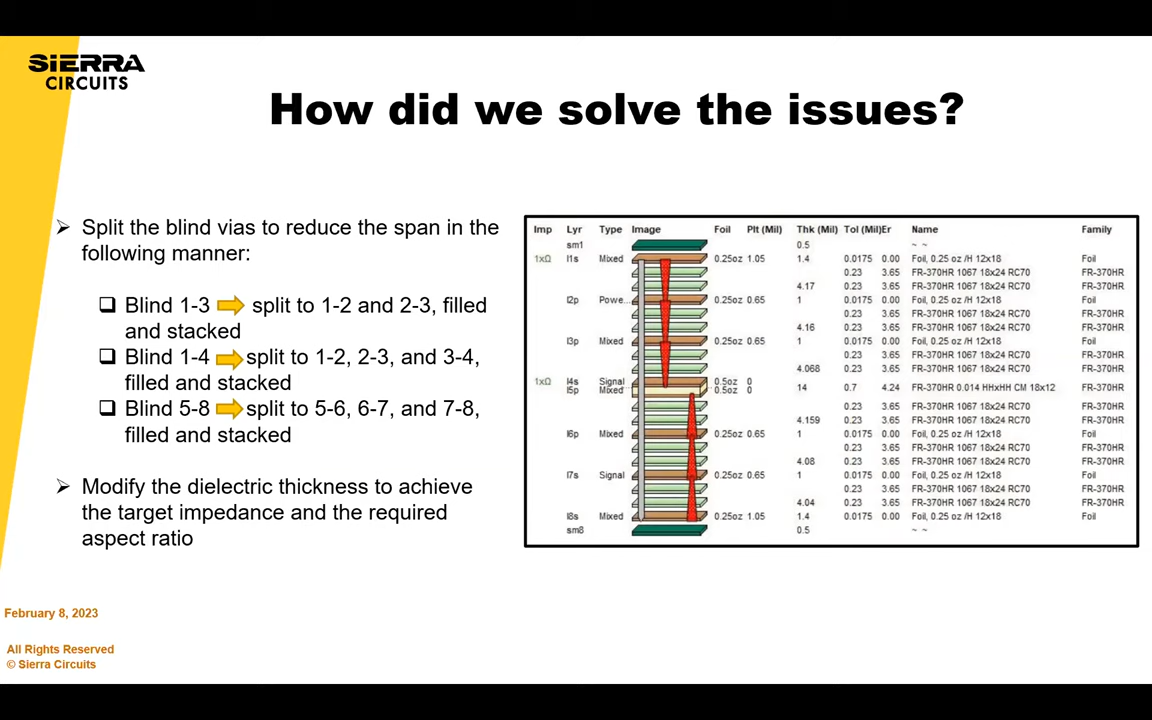 SIERRA
CIRCUITS
How did we solve the issues?
Split the blind vias to reduce the span in the
following manner:
Blind 1-3 split to 1-2 and 2-3, filled
and stacked
Blind 1-4 split to 1-2, 2-3, and 3-4,
filled and stacked
Blind 5-8 split to 5-6, 6-7, and 7-8,
filled and stacked
Modify the dielectric thickness to achieve
the target impedance and the required
aspect ratio
Imp Lyr Type Image Foil Plt (Mil) Thk (Mil) Tol (Mil) Er Name Family
sm1 0.5 ~ ~
1xΩ l1s Mixed 0.25oz 1.05 1.4 0.0175 0.00 Foil, 0.25 oz /H 12x18 Foil
0.23 3.65 FR-370HR 1067 18x24 RC70 FR-370HR
4.17 0.23 3.65 FR-370HR 1067 18x24 RC70 FR-370HR
l2p Powe... 0.25oz 0.65 1 0.0175 0.00 Foil, 0.25 oz /H 12x18 Foil
0.23 3.65 FR-370HR 1067 18x24 RC70 FR-370HR
4.16 0.23 3.65 FR-370HR 1067 18x24 RC70 FR-370HR
l3p Mixed 0.25oz 0.65 1 0.0175 0.00 Foil, 0.25 oz /H 12x18 Foil
0.23 3.65 FR-370HR 1067 18x24 RC70 FR-370HR
4.068 0.23 3.65 FR-370HR 1067 18x24 RC70 FR-370HR
1xΩ l4s Signal 0.5oz 0
14 0.7 4.24 FR-370HR 0.014 HHxHH CM 18x12 FR-370HR
l5p Mixed 0.5oz 0
0.23 3.65 FR-370HR 1067 18x24 RC70 FR-370HR
4.159 0.23 3.65 FR-370HR 1067 18x24 RC70 FR-370HR
l6p Mixed 0.25oz 0.65 1 0.0175 0.00 Foil, 0.25 oz /H 12x18 Foil
0.23 3.65 FR-370HR 1067 18x24 RC70 FR-370HR
4.08 0.23 3.65 FR-370HR 1067 18x24 RC70 FR-370HR
l7s Signal 0.25oz 0.65 1 0.0175 0.00 Foil, 0.25 oz /H 12x18 Foil
0.23 3.65 FR-370HR 1067 18x24 RC70 FR-370HR
4.04 0.23 3.65 FR-370HR 1067 18x24 RC70 FR-370HR
l8s Mixed 0.25oz 1.05 1.4 0.0175 0.00 Foil, 0.25 oz /H 12x18 Foil
sm8 0.5 ~ ~
February 8, 2023
All Rights Reserved
© Sierra Circuits